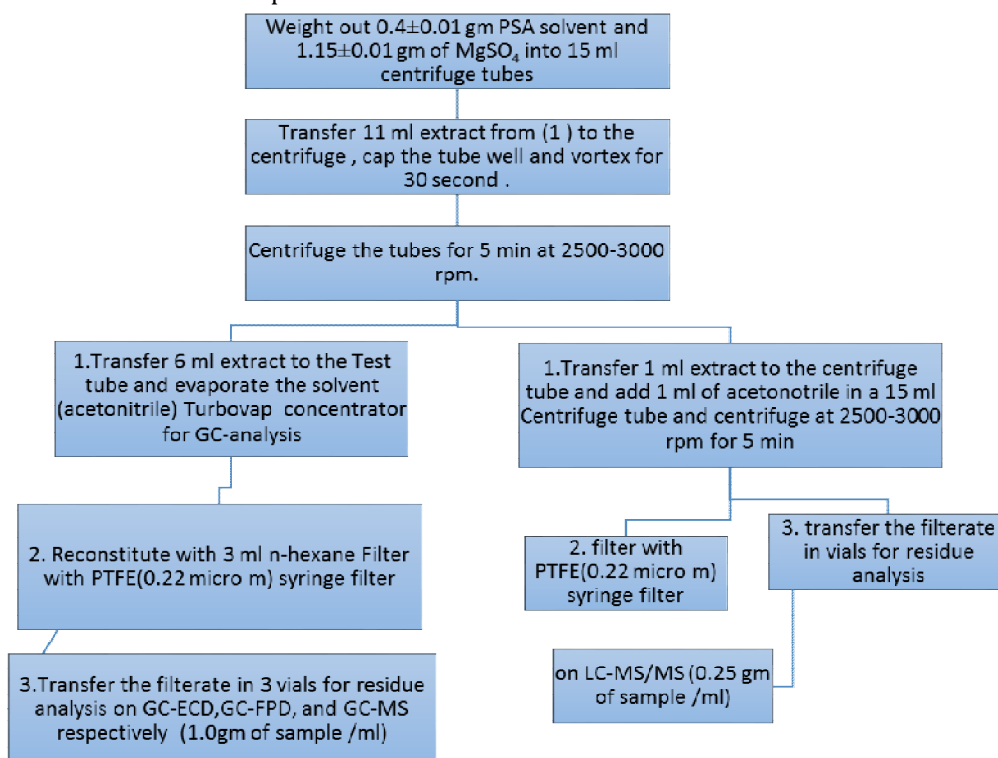 Weight out 0.4±0.01 gm PSA solvent and
1.15±0.01 gm of MgSO₄ into 15 ml
centrifuge tubes
Transfer 11 ml extract from (1 ) to the
centrifuge , cap the tube well and vortex for
30 second .
Centrifuge the tubes for 5 min at 2500-3000
rpm.
1.Transfer 6 ml extract to the Test
tube and evaporate the solvent
(acetonitrile) Turbovap concentrator
for GC-analysis
2. Reconstitute with 3 ml n-hexane Filter
with PTFE(0.22 micro m) syringe filter
3.Transfer the filterate in 3 vials for residue
analysis on GC-ECD,GC-FPD, and GC-MS
respectively (1.0gm of sample /ml)
1.Transfer 1 ml extract to the centrifuge
tube and add 1 ml of acetonotrile in a 15 ml
Centrifuge tube and centrifuge at 2500-3000
rpm for 5 min
2. filter with
PTFE(0.22 micro m)
syringe filter
3. transfer the filterate
in vials for residue
analysis
on LC-MS/MS (0.25 gm
of sample /ml)